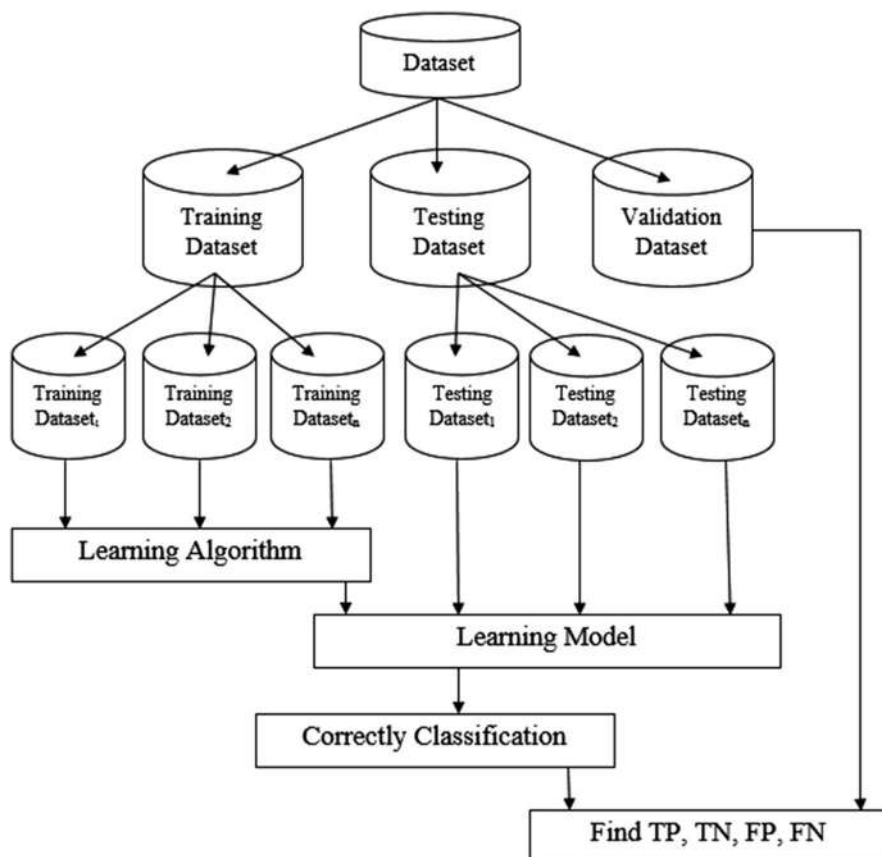 Dataset
Training
Dataset
Testing
Dataset
Validation
Dataset
Training
Dataset₁
Training
Dataset₂
Training
Datasetₙ
Testing
Dataset₁
Testing
Dataset₂
Testing
Datasetₙ
Learning Algorithm
Learning Model
Correctly Classification
Find TP, TN, FP, FN